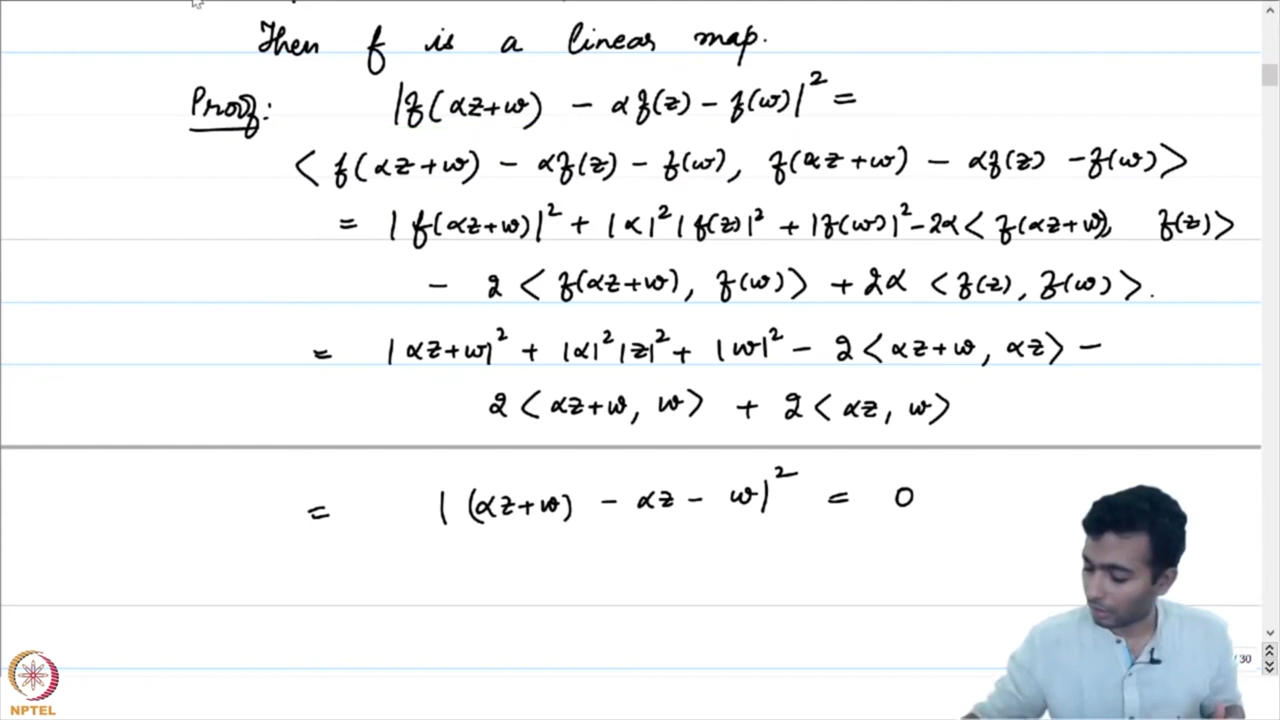 Then f is a linear map.
Proof: |f(αz+w) - αf(z) - f(w)|² =
< f(αz+w) - αf(z) - f(w), f(αz+w) - αf(z) - f(w)>
= |f(αz+w)|² + |α|²|f(z)|² + |f(w)|² - 2α< f(αz+w), f(z)>
- 2 < f(αz+w), f(w)> + 2α <f(z), f(w)>.
= |αz+w|² + |α|²|z|² + |w|² - 2<αz+w, αz> -
2 <αz+w, w> + 2 <αz, w>
= |(αz+w) - αz - w|² = 0
/ 30
NPTEL